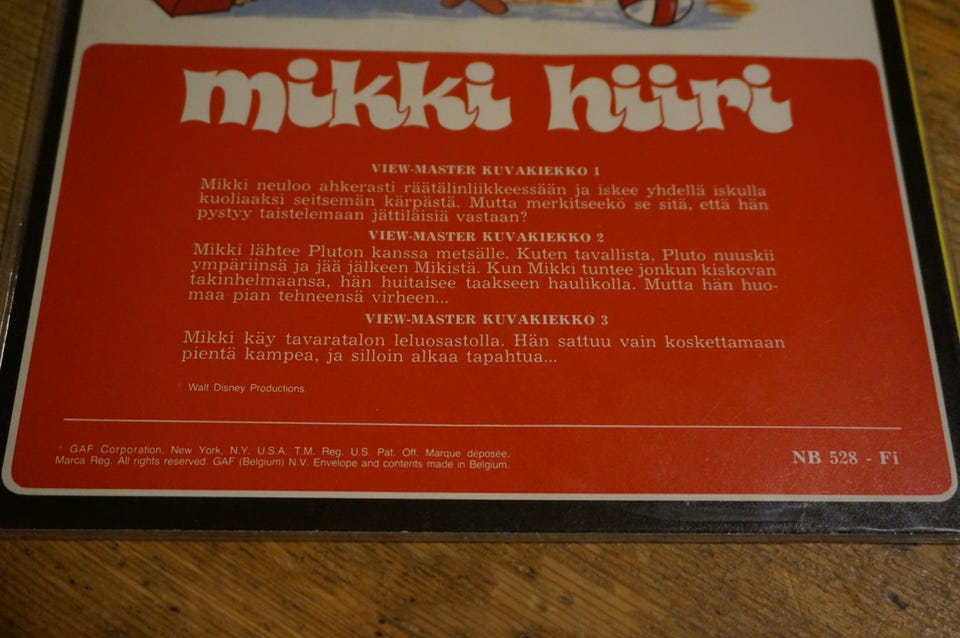 mikki hiiri
VIEW-MASTER KUVAKIEKKO 1
Mikki neuloo ahkerasti räätälinliikkeessään ja iskee yhdellä iskulla
kuoliaaksi seitsemän kärpästä. Mutta merkitseekö se sitä, että hän
pystyy taistelemaan jättiläisiä vastaan?
VIEW-MASTER KUVAKIEKKO 2
Mikki lähtee Pluton kanssa metsälle. Kuten tavallista, Pluto nuuskii
ympäriinsä ja jää jälkeen Mikistä. Kun Mikki tuntee jonkun kiskovan
takinhelmaansa, hän huitaisee taakseen haulikolla. Mutta hän huo-
maa pian tehneensä virheen...
VIEW-MASTER KUVAKIEKKO 3
Mikki käy tavaratalon leluosastolla. Hän sattuu vain koskettamaan
pientä kampea, ja silloin alkaa tapahtua...
Walt Disney Productions.
GAF Corporation. New York, N.Y. U.S.A. T.M. Reg. U.S. Pat. Off. Marque déposée,
Marca Reg. All rights reserved. GAF (Belgium) N.V. Envelope and contents made in Belgium.
NB 528 - Fi